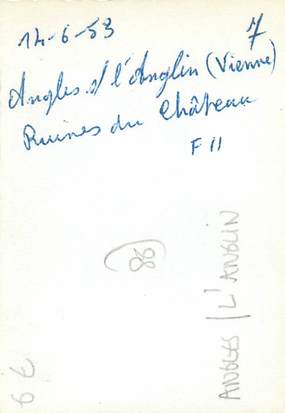 14-6-53 7
Angles s/ l'Anglin (Vienne)
Ruines du Château
F 11
86
ANGLES / L'ANGLIN
6 €